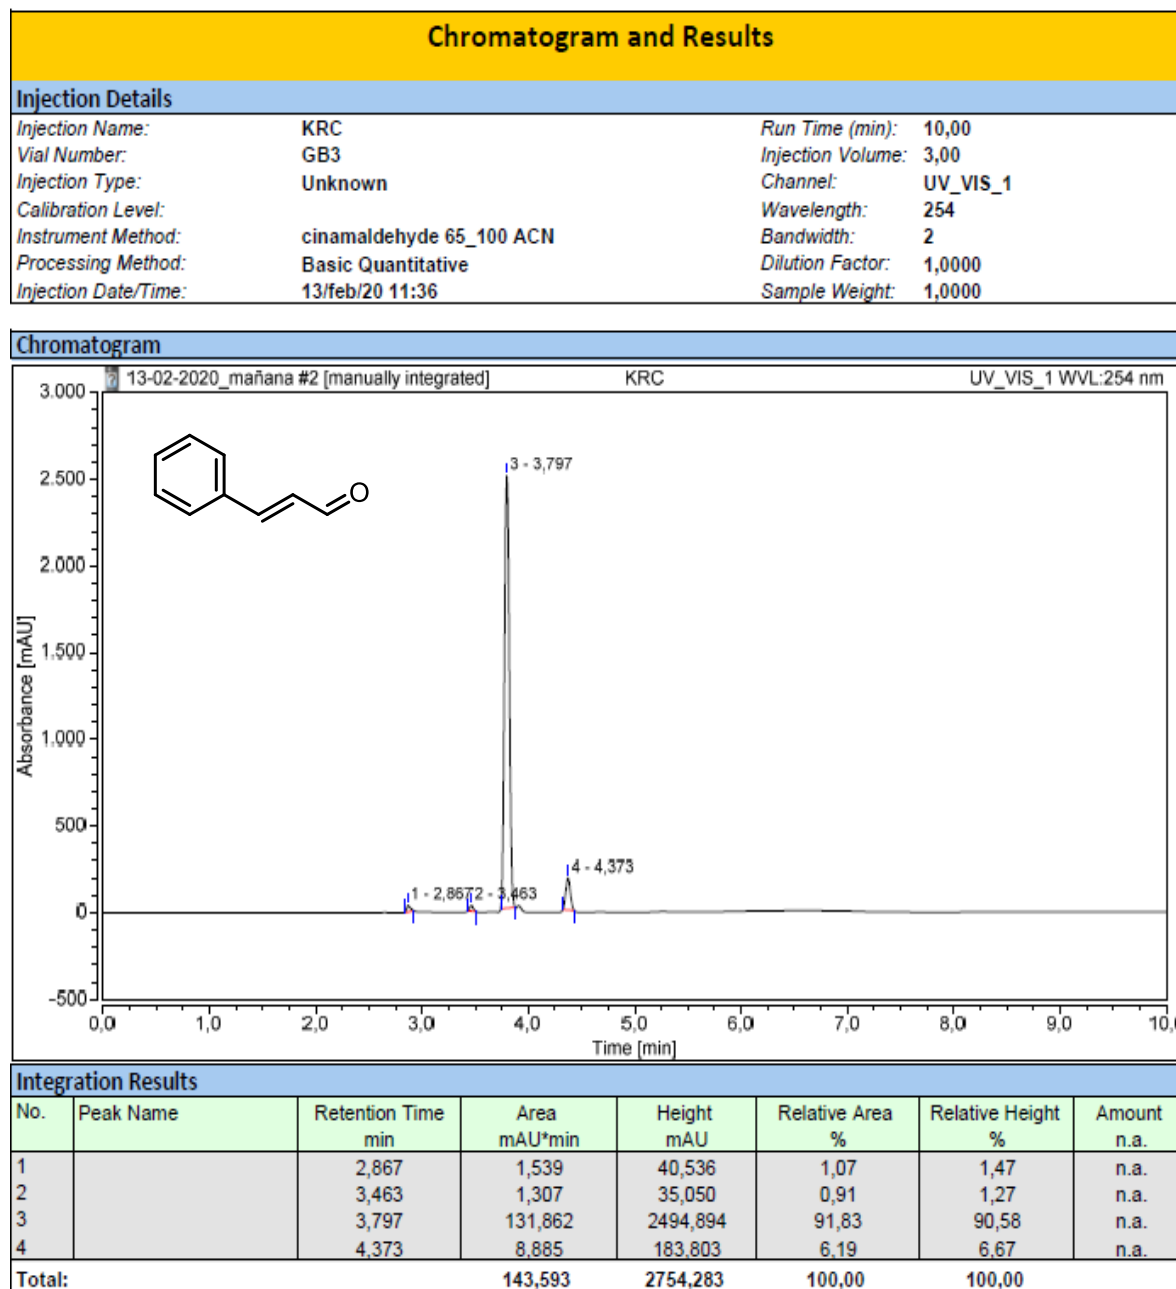 Chromatogram and Results
Injection Details
Injection Name: KRC Run Time (min): 10,00
Vial Number: GB3 Injection Volume: 3,00
Injection Type: Unknown Channel: UV_VIS_1
Calibration Level: Wavelength: 254
Instrument Method: cinamaldehyde 65_100 ACN Bandwidth: 2
Processing Method: Basic Quantitative Dilution Factor: 1,0000
Injection Date/Time: 13/feb/20 11:36 Sample Weight: 1,0000
Chromatogram
13-02-2020_mañana #2 [manually integrated] KRC UV_VIS_1 WVL:254 nm
3.000
2.500
2.000
1.500
1.000
500
0
-500
Absorbance [mAU]
O
3 - 3,797
4 - 4,373
1 - 2,867 2 - 3,463
0,0 1,0 2,0 3,0 4,0 5,0 6,0 7,0 8,0 9,0 10,
Time [min]
Integration Results
No. Peak Name Retention Time Area Height Relative Area Relative Height Amount
min mAU*min mAU % % n.a.
1 2,867 1,539 40,536 1,07 1,47 n.a.
2 3,463 1,307 35,050 0,91 1,27 n.a.
3 3,797 131,862 2494,894 91,83 90,58 n.a.
4 4,373 8,885 183,803 6,19 6,67 n.a.
Total: 143,593 2754,283 100,00 100,00